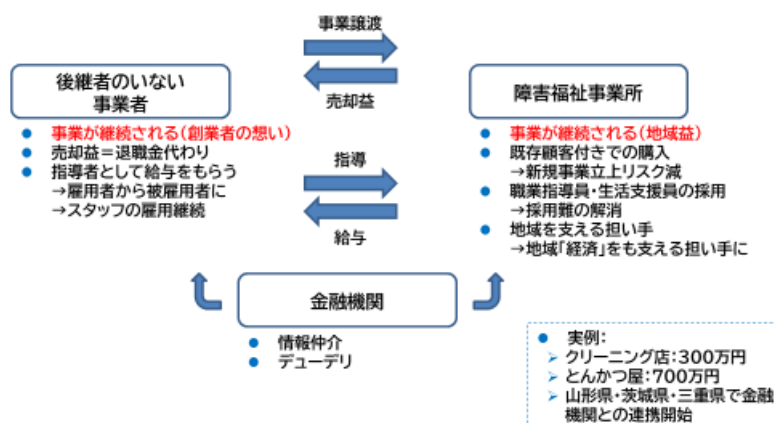 事業譲渡
売却益
後継者のいない
事業者
● 事業が継続される(創業者の想い)
● 売却益=退職金代わり
● 指導者として給与をもらう
→雇用者から被雇用者に
→スタッフの雇用継続
指導
給与
障害福祉事業所
● 事業が継続される(地域益)
● 既存顧客付きでの購入
→新規事業立上リスク減
● 職業指導員・生活支援員の採用
→採用難の解消
● 地域を支える担い手
→地域「経済」をも支える担い手に
金融機関
● 情報仲介
● デューデリ
● 実例:
➢ クリーニング店:300万円
➢ とんかつ屋:700万円
➢ 山形県・茨城県・三重県で金融
機関との連携開始